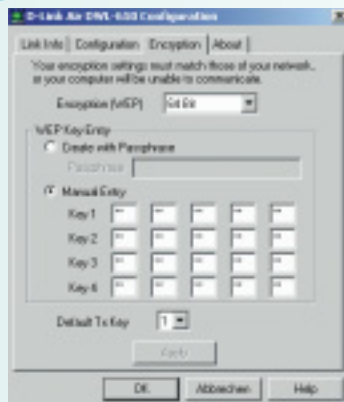 D-Link Air DWL-610 Configuration
Link Info Configuration Encryption About
Your encryption settings must match those of your network,
or your computer will be unable to communicate.
Encryption (WEP) 64 Bit
WEP Key Entry
Create with Passphrase
Passphrase
Manual Entry
Key 1 ** ** ** ** **
Key 2 ** ** ** ** **
Key 3 ** ** ** ** **
Key 4 ** ** ** ** **
Default Tx Key 1
Apply
OK Abbrechen Help